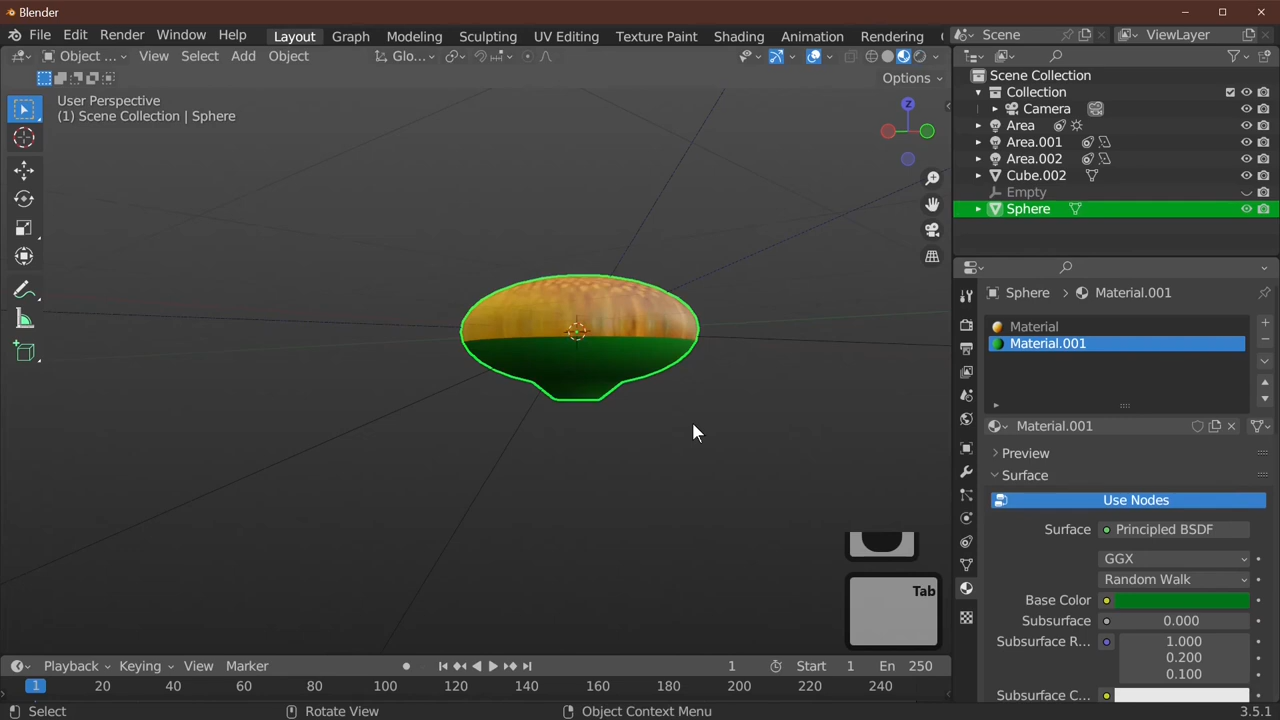 Blender
File Edit Render Window Help Layout Graph Modeling Sculpting UV Editing Texture Paint Shading Animation Rendering Scene ViewLayer
Object ... View Select Add Object Glo...
Options
User Perspective
(1) Scene Collection | Sphere
Z
Scene Collection
Collection
Camera
Area
Area.001
Area.002
Cube.002
Empty
Sphere
Sphere Material.001
Material
Material.001
Material.001
Preview
Surface
Use Nodes
Surface Principled BSDF
GGX
Random Walk
Base Color
Subsurface 0.000
Subsurface R... 1.000
0.200
0.100
Subsurface C...
Tab
Playback Keying View Marker 1 Start 1 En 250
1 20 40 60 80 100 120 140 160 180 200 220 240
Select Rotate View Object Context Menu 3.5.1